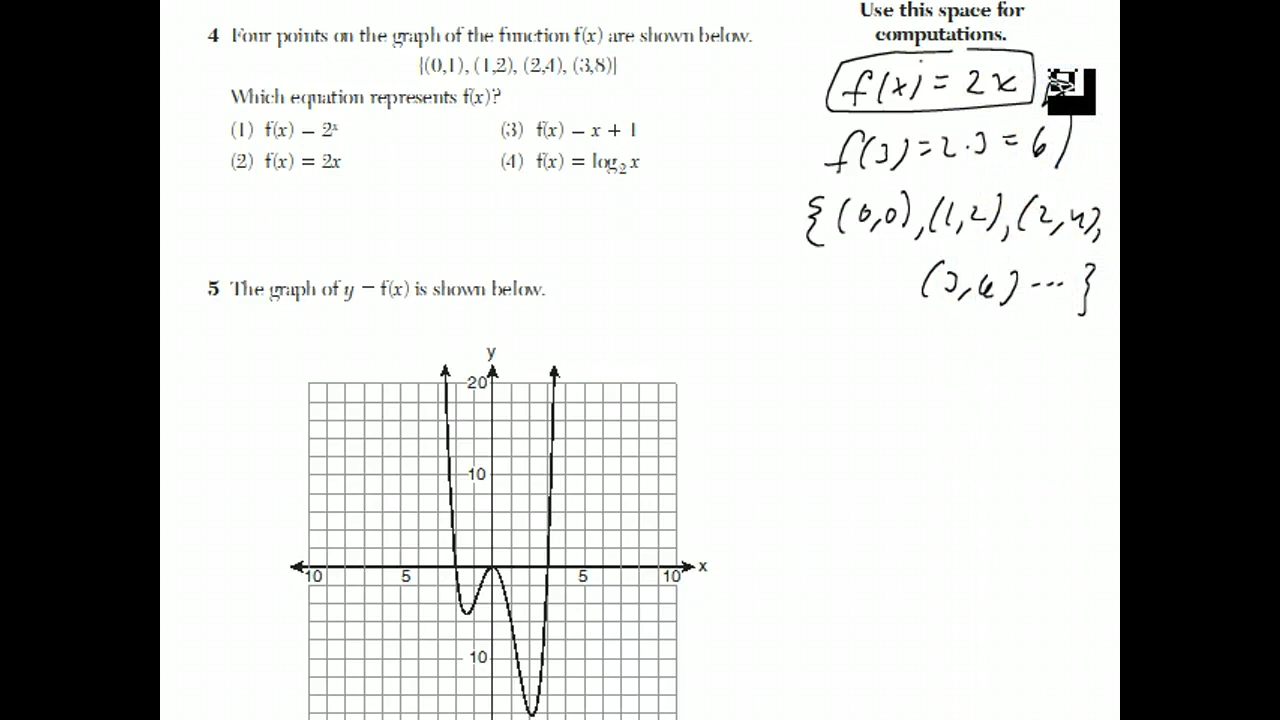 Use this space for
computations.
4 Four points on the graph of the function f(x) are shown below.
{(0,1), (1,2), (2,4), (3,8)}
Which equation represents f(x)?
(1) f(x) = 2ˣ
(3) f(x) = x + 1
(2) f(x) = 2x
(4) f(x) = log₂ x
f(x) = 2x
f(3) = 2·3 = 6
{(0,0), (1,2), (2,4),
(3,6) ... }
5 The graph of y = f(x) is shown below.
y
20
10
10 5 5 10 x
10